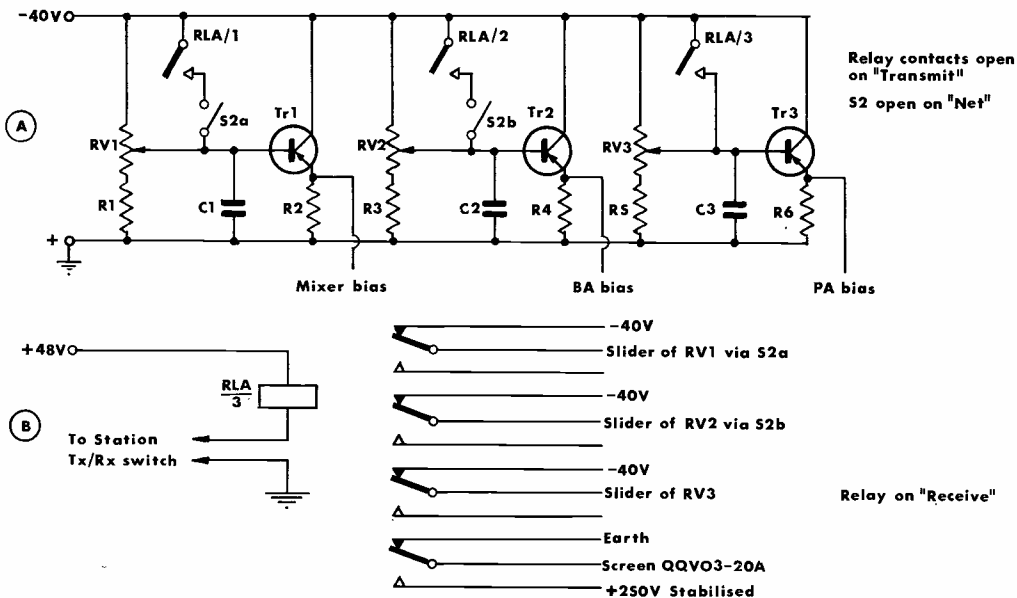 -40V
RLA/1
RLA/2
RLA/3
Relay contacts open
on "Transmit"
S2 open on "Net"
A
S2a
Tr1
S2b
Tr2
Tr3
RV1
RV2
RV3
R1
C1
R2
R3
C2
R4
R5
C3
R6
+
Mixer bias
BA bias
PA bias
+48V
RLA
3
B
To Station
Tx/Rx switch
-40V
Slider of RV1 via S2a
-40V
Slider of RV2 via S2b
-40V
Slider of RV3
Relay on "Receive"
Earth
Screen QQVO3-20A
+250V Stabilised